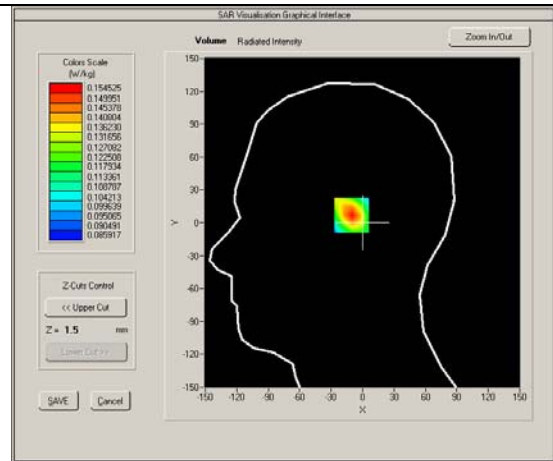 SAR Visualisation Graphical Interface
Volume Radiated Intensity
Zoom In/Out
Colors Scale
(W/kg)
0.154525
0.149951
0.145378
0.140804
0.136230
0.131656
0.127082
0.122508
0.117934
0.113361
0.108787
0.104213
0.099639
0.095065
0.090491
0.085917
Z-Cuts Control
<< Upper Cut
Z = 1.5 mm
Lower Cut >>
SAVE Cancel
150
120
90
60
30
Y
0
-30
-60
-90
-120
-150
-150 -120 -90 -60 -30 0 30 60 90 120 150
X